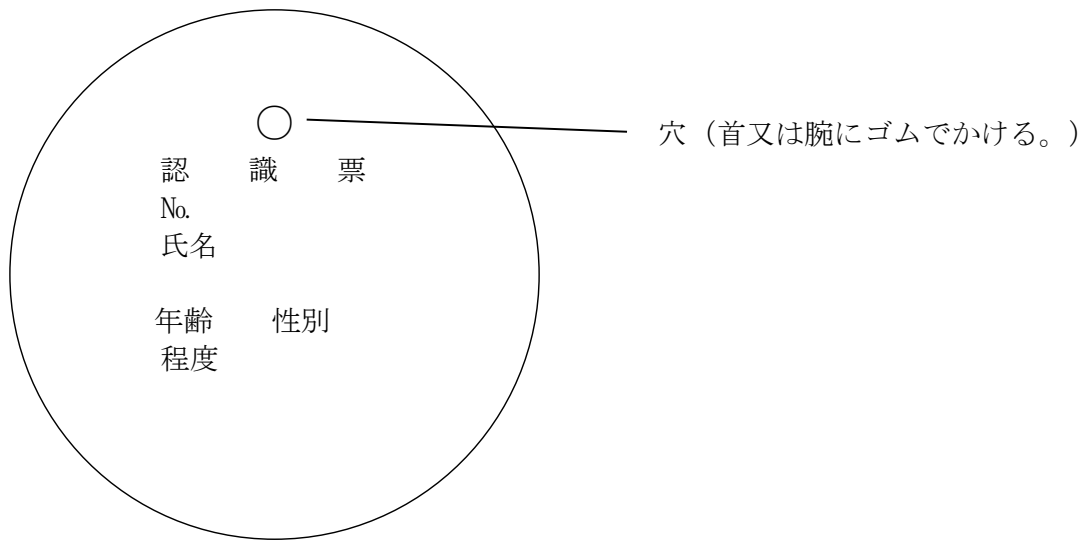 穴（首又は腕にゴムでかける。）
認　　識　　票
№
氏名
年齢　　性別
程度